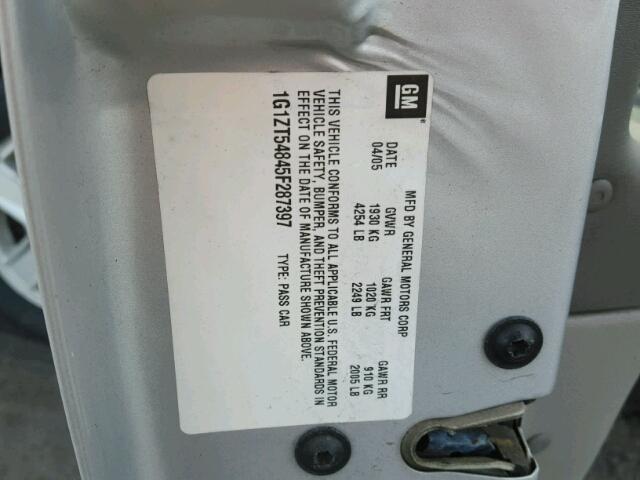 GM
MFD BY GENERAL MOTORS CORP
DATE GVWR GAWR FRT GAWR RR
04/05 1930 KG 1020 KG 910 KG
4254 LB 2249 LB 2005 LB
THIS VEHICLE CONFORMS TO ALL APPLICABLE U.S. FEDERAL MOTOR
VEHICLE SAFETY, BUMPER, AND THEFT PREVENTION STANDARDS IN
EFFECT ON THE DATE OF MANUFACTURE SHOWN ABOVE.
1G1ZT54845F287397 TYPE: PASS CAR